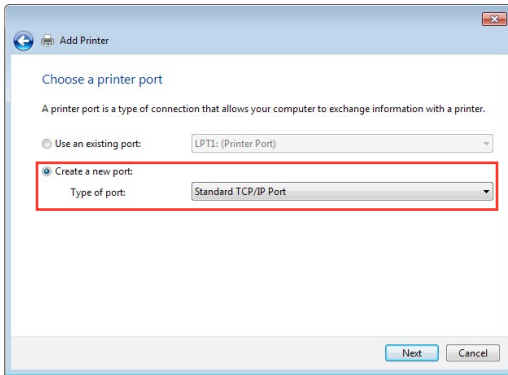 Add Printer
Choose a printer port
A printer port is a type of connection that allows your computer to exchange information with a printer.
Use an existing port: LPT1: (Printer Port)
Create a new port:
Type of port: Standard TCP/IP Port
Next Cancel